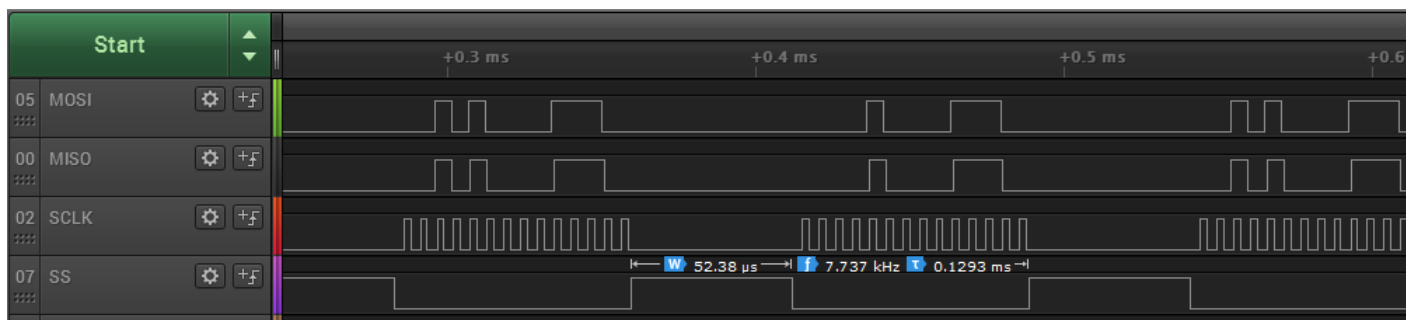 Start
+0.3 ms +0.4 ms +0.5 ms +0.6
05 MOSI
00 MISO
02 SCLK
W 52.38 µs f 7.737 kHz τ 0.1293 ms
07 SS